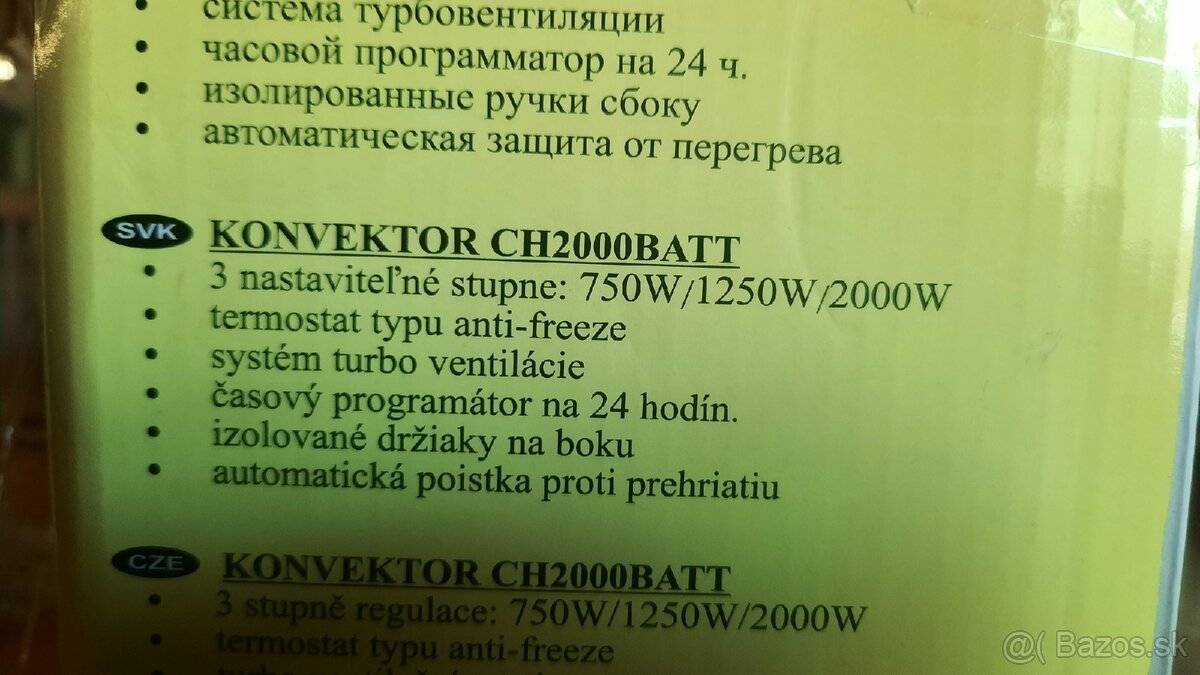 • система турбовентиляции
• часовой программатор на 24 ч.
• изолированные ручки сбоку
• автоматическая защита от перегрева
SVK KONVEKTOR CH2000BATT
• 3 nastaviteľné stupne: 750W/1250W/2000W
• termostat typu anti-freeze
• systém turbo ventilácie
• časový programátor na 24 hodín.
• izolované držiaky na boku
• automatická poistka proti prehriatiu
CZE KONVEKTOR CH2000BATT
• 3 stupně regulace: 750W/1250W/2000W
• termostat typu anti-freeze
@( Bazos.sk